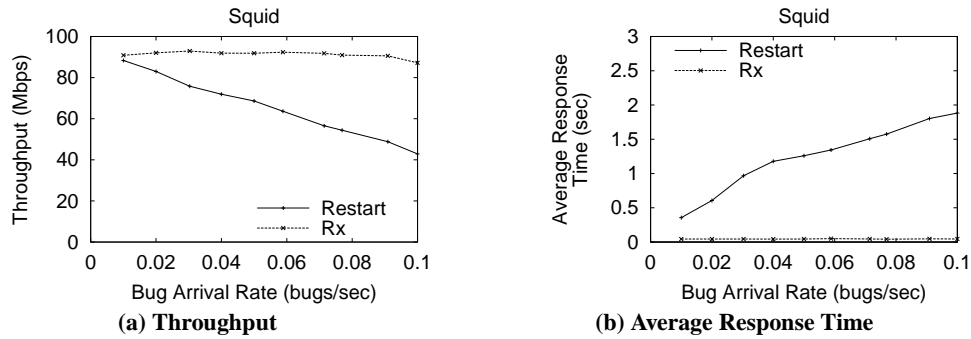 Squid
Throughput (Mbps)
100
80
60
40
20
0
Restart
Rx
0
0.02
0.04
0.06
0.08
0.1
Bug Arrival Rate (bugs/sec)
(a) Throughput
Squid
Average Response
Time (sec)
3
2.5
2
1.5
1
0.5
0
Restart
Rx
0
0.02
0.04
0.06
0.08
0.1
Bug Arrival Rate (bugs/sec)
(b) Average Response Time